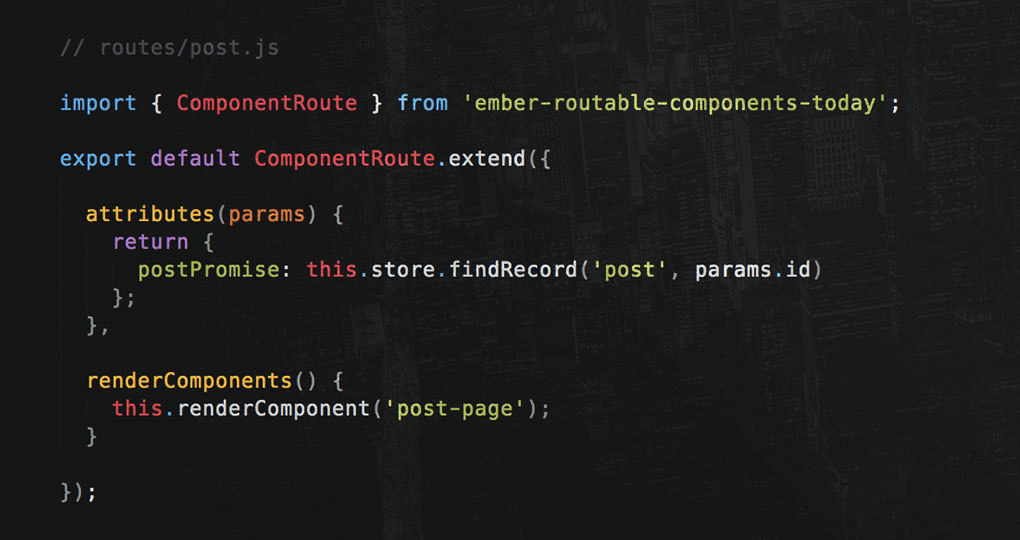 // routes/post.js
import { ComponentRoute } from 'ember-routable-components-today';
export default ComponentRoute.extend({
attributes(params) {
return {
postPromise: this.store.findRecord('post', params.id)
};
},
renderComponents() {
this.renderComponent('post-page');
}
});